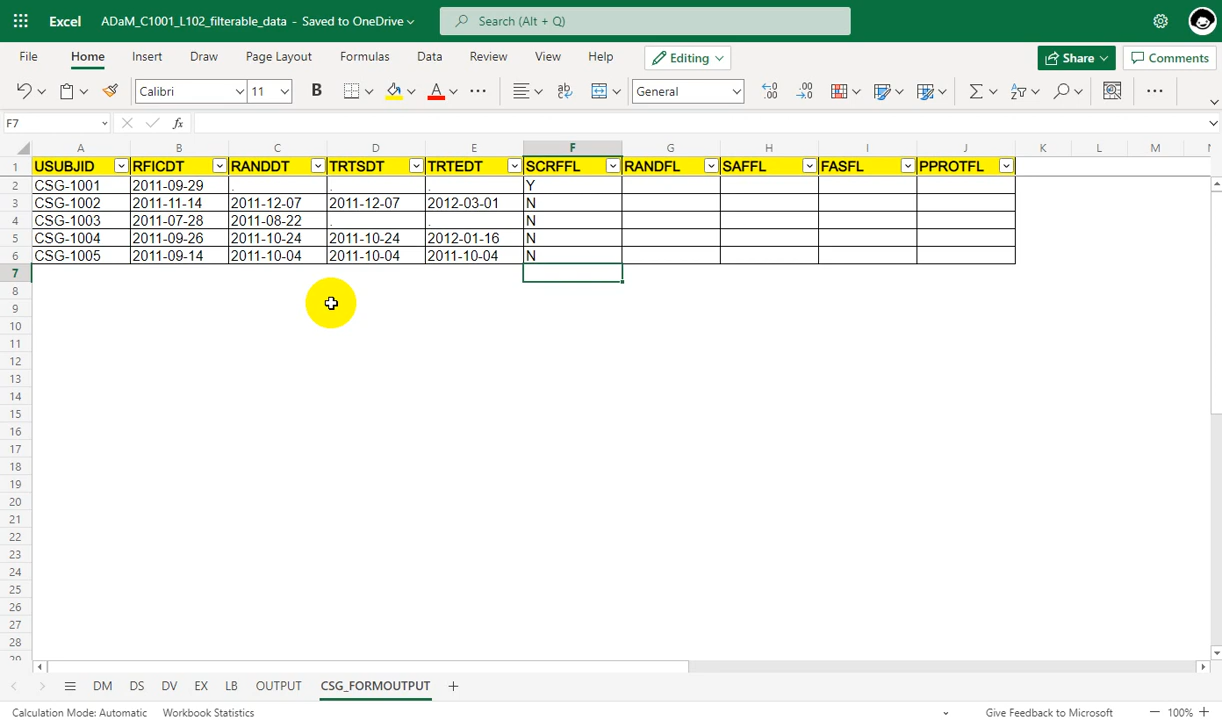 Excel ADaM_C1001_L102_filterable_data - Saved to OneDrive Search (Alt + Q)
File Home Insert Draw Page Layout Formulas Data Review View Help Editing Share Comments
Calibri 11 B A ab General
F7 fx
A B C D E F G H I J K L M
1 USUBJID RFICDT RANDDT TRTSDT TRTEDT SCRFFL RANDFL SAFFL FASFL PPROTFL
2 CSG-1001 2011-09-29 . . . Y
3 CSG-1002 2011-11-14 2011-12-07 2011-12-07 2012-03-01 N
4 CSG-1003 2011-07-28 2011-08-22 . . N
5 CSG-1004 2011-09-26 2011-10-24 2011-10-24 2012-01-16 N
6 CSG-1005 2011-09-14 2011-10-04 2011-10-04 2011-10-04 N
7
8
9
10
11
12
13
14
15
16
17
18
19
20
21
22
23
24
25
26
27
28
DM DS DV EX LB OUTPUT CSG_FORMOUTPUT
Calculation Mode: Automatic Workbook Statistics Give Feedback to Microsoft 100%